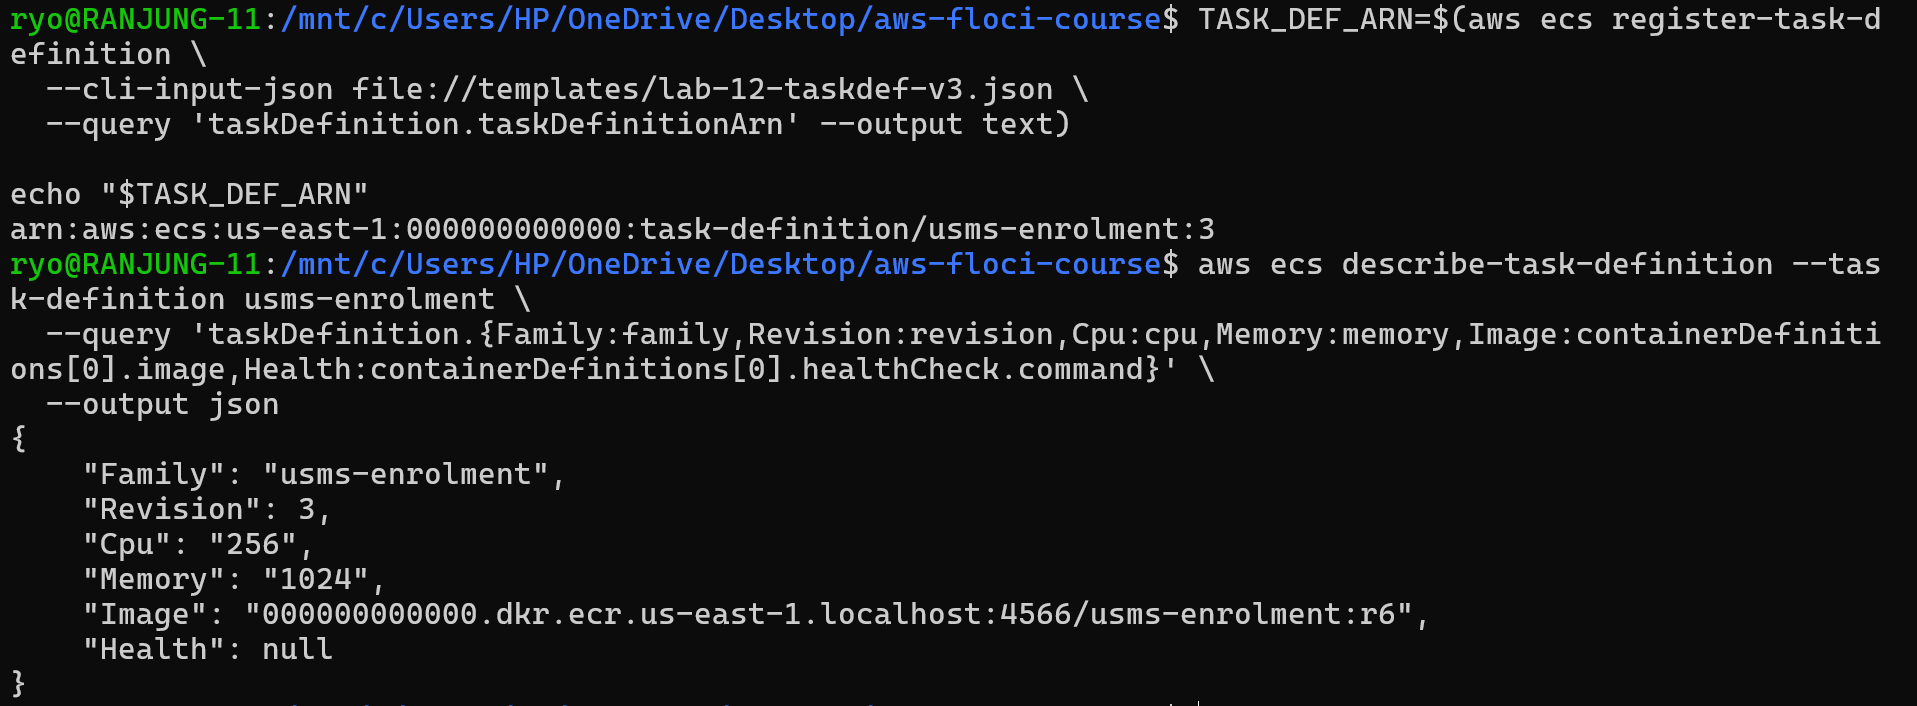 ryo@RANJUNG-11:/mnt/c/Users/HP/OneDrive/Desktop/aws-floci-course$ TASK_DEF_ARN=$(aws ecs register-task-d
efinition \
  --cli-input-json file://templates/lab-12-taskdef-v3.json \
  --query 'taskDefinition.taskDefinitionArn' --output text)

echo "$TASK_DEF_ARN"
arn:aws:ecs:us-east-1:000000000000:task-definition/usms-enrolment:3
ryo@RANJUNG-11:/mnt/c/Users/HP/OneDrive/Desktop/aws-floci-course$ aws ecs describe-task-definition --tas
k-definition usms-enrolment \
  --query 'taskDefinition.{Family:family,Revision:revision,Cpu:cpu,Memory:memory,Image:containerDefiniti
ons[0].image,Health:containerDefinitions[0].healthCheck.command}' \
  --output json
{
    "Family": "usms-enrolment",
    "Revision": 3,
    "Cpu": "256",
    "Memory": "1024",
    "Image": "000000000000.dkr.ecr.us-east-1.localhost:4566/usms-enrolment:r6",
    "Health": null
}